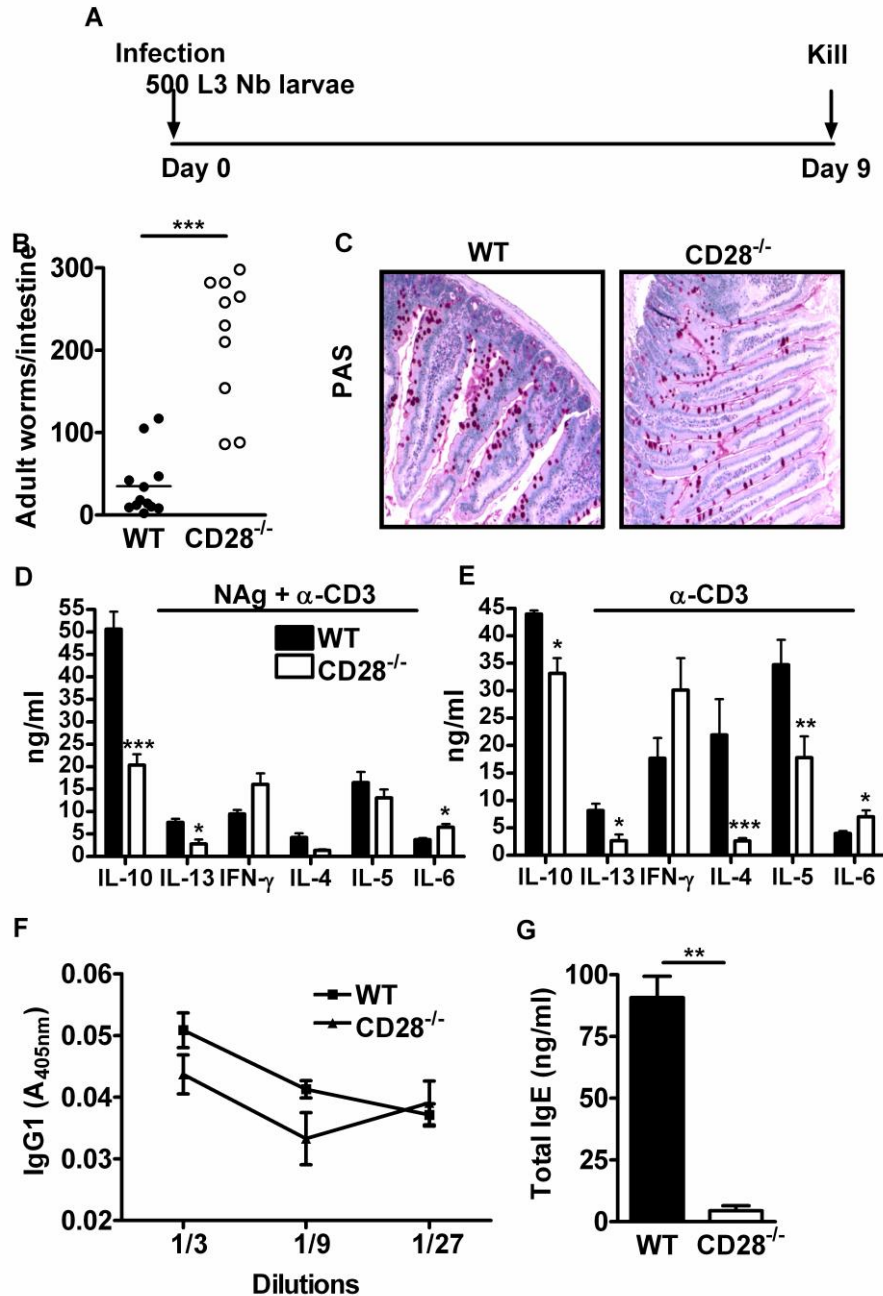 A
Infection
500 L3 Nb larvae
Kill
Day 0
Day 9
B
***
Adult worms/intestine
300
200
100
0
WT
CD28-/-
C
WT
CD28-/-
PAS
D
NAg + α-CD3
WT
CD28-/-
ng/ml
55
50
45
40
35
30
25
20
15
10
5
0
***
*
*
IL-10 IL-13 IFN-γ IL-4 IL-5 IL-6
E
α-CD3
ng/ml
45
40
35
30
25
20
15
10
5
0
*
*
***
**
*
IL-10 IL-13 IFN-γ IL-4 IL-5 IL-6
F
WT
CD28-/-
IgG1 (A405nm)
0.06
0.05
0.04
0.03
0.02
1/3 1/9 1/27
Dilutions
G
**
Total IgE (ng/ml)
100
75
50
25
0
WT CD28-/-